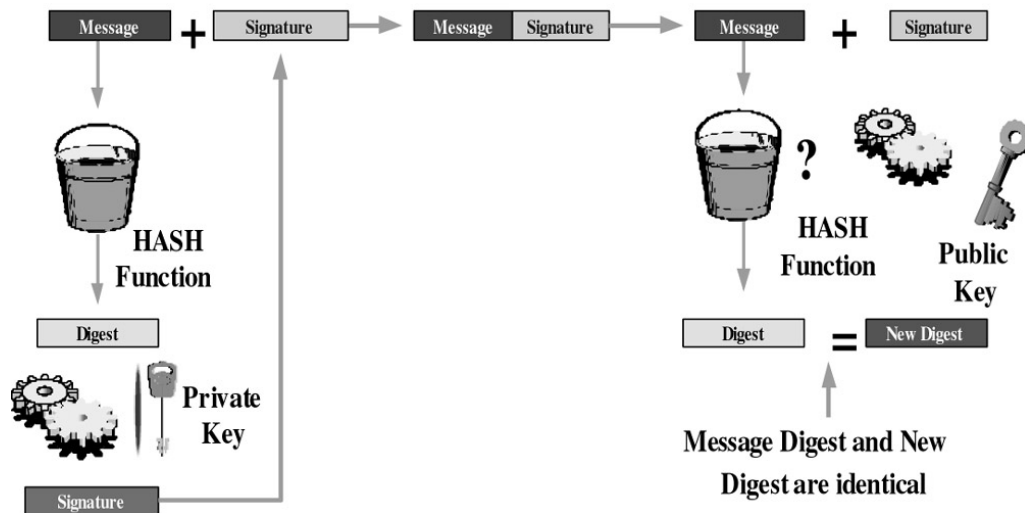 Message + Signature Message Signature Message + Signature
HASH
Function
Digest
Private
Key
Signature
?
HASH
Function
Public
Key
Digest = New Digest
Message Digest and New
Digest are identical